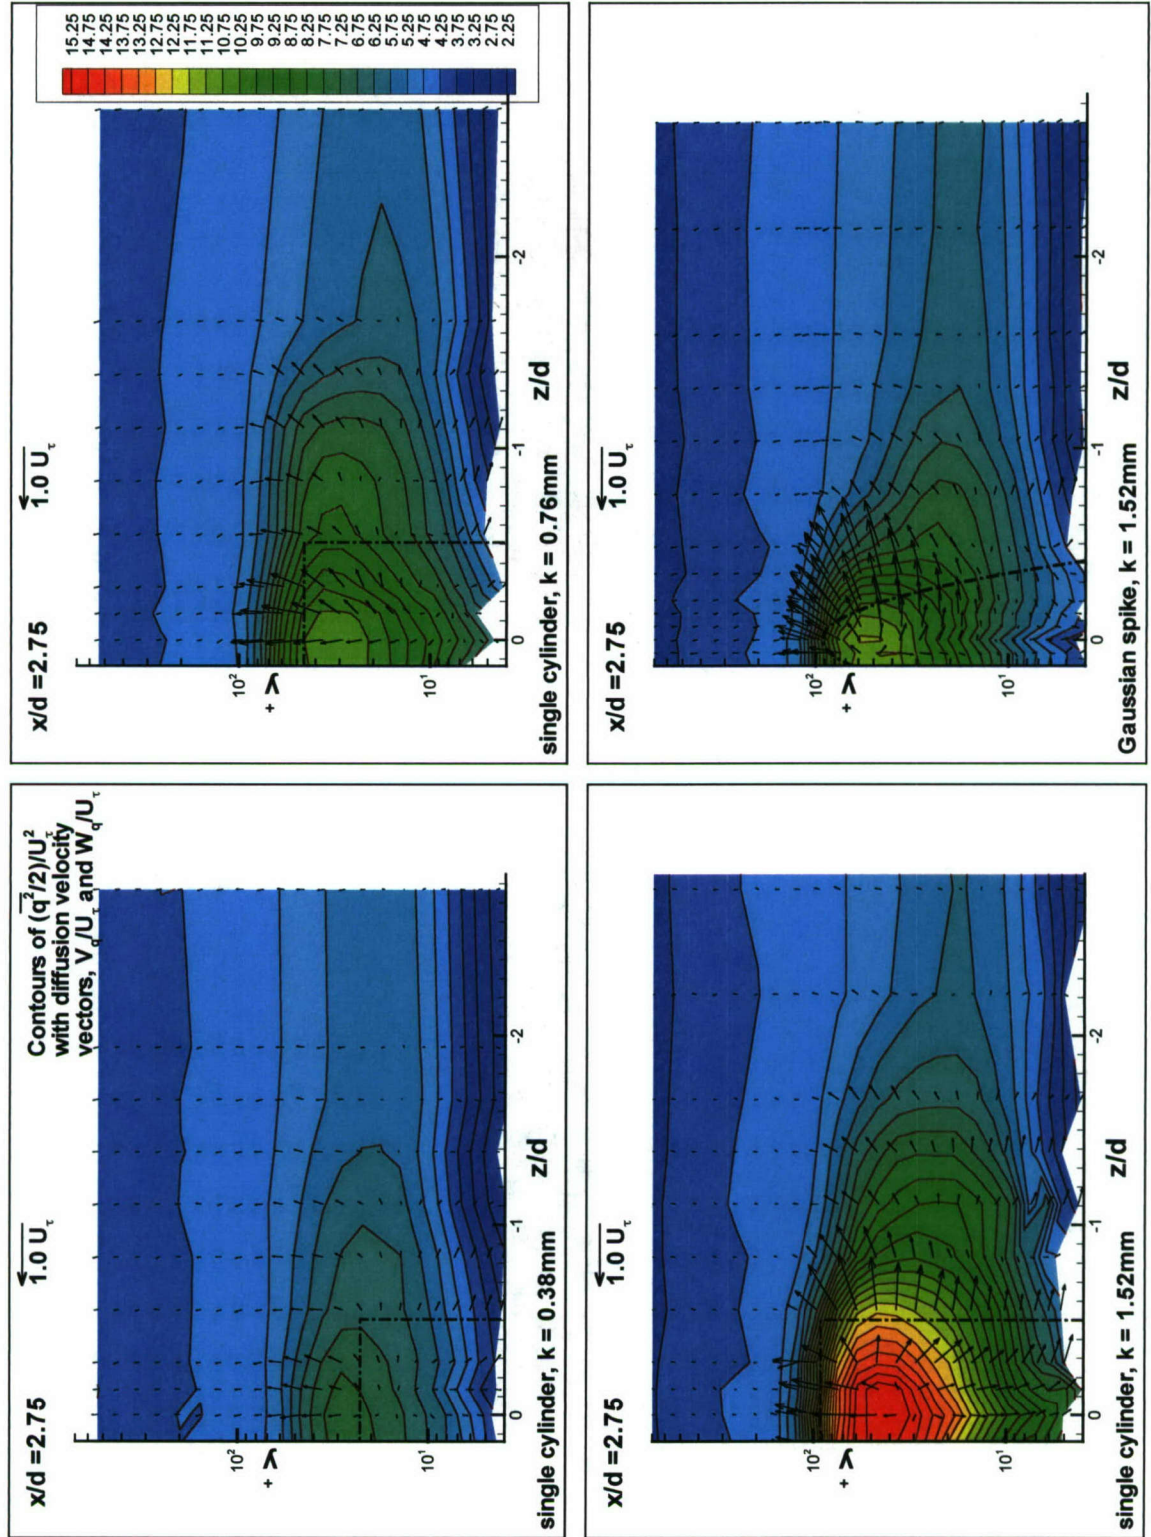 x/d =2.75
1.0 U_τ
Contours of (q²/2)/U_τ²
with diffusion velocity
vectors, V_q/U_τ and W_q/U_τ
10²
y⁺
10¹
0
-1
-2
z/d
single cylinder, k = 0.38mm
x/d =2.75
1.0 U_τ
15.25
14.75
14.25
13.75
13.25
12.75
12.25
11.75
11.25
10.75
10.25
9.75
9.25
8.75
8.25
7.75
7.25
6.75
6.25
5.75
5.25
4.75
4.25
3.75
3.25
2.75
2.25
10²
y⁺
10¹
0
-1
-2
z/d
single cylinder, k = 0.76mm
x/d =2.75
1.0 U_τ
10²
y⁺
10¹
0
-1
-2
z/d
single cylinder, k = 1.52mm
x/d =2.75
1.0 U_τ
10²
y⁺
10¹
0
-1
-2
z/d
Gaussian spike, k = 1.52mm